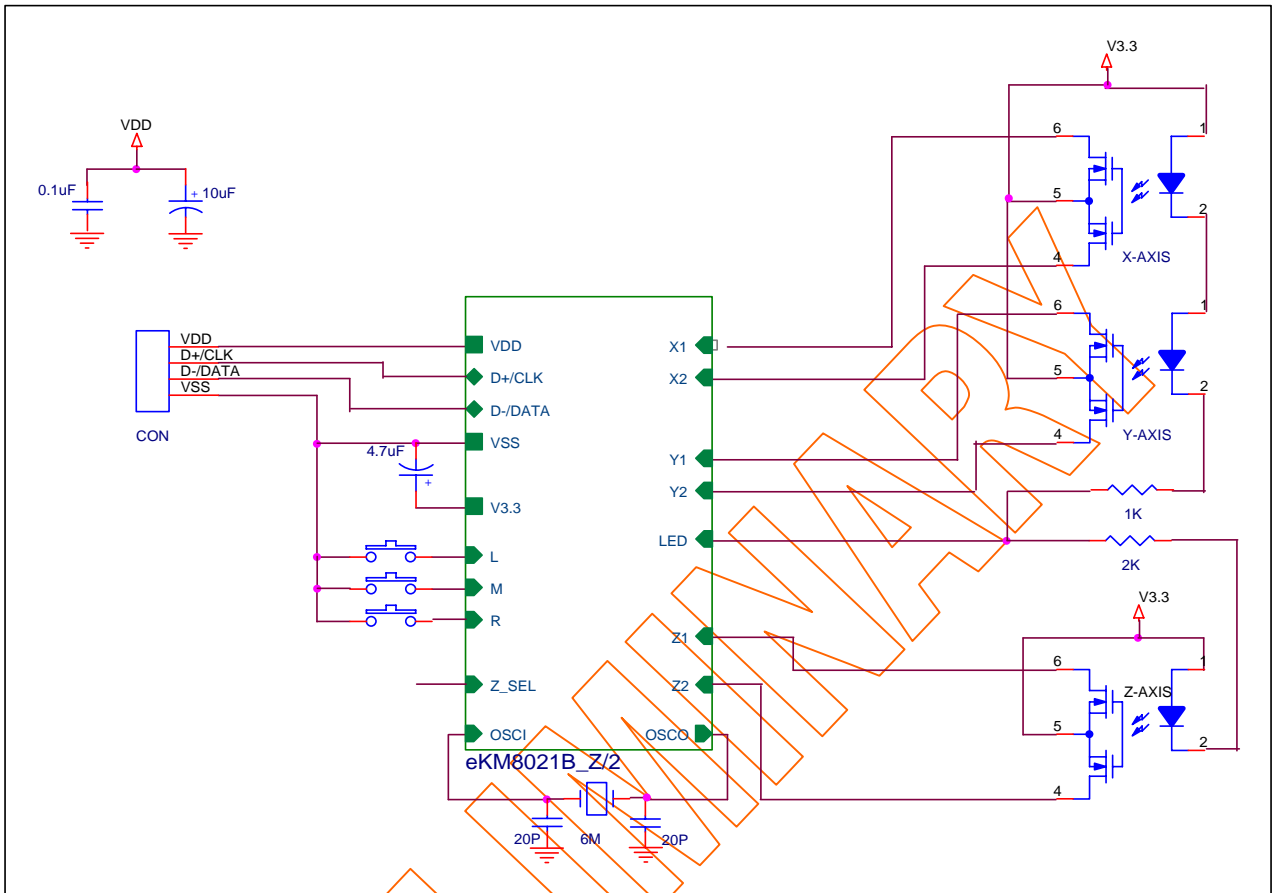 V3.3
VDD
0.1uF
+ 10uF
6
1
5
2
4
X-AXIS
6
1
5
2
4
Y-AXIS
VDD
D+/CLK
D-/DATA
VSS
CON
VDD
X1
D+/CLK
X2
D-/DATA
VSS
4.7uF
+
Y1
Y2
V3.3
1K
LED
2K
L
M
R
V3.3
Z1
6
1
Z_SEL
Z2
Z-AXIS
5
2
OSCI
OSCO
4
eKM8021B_Z/2
20P
6M
20P